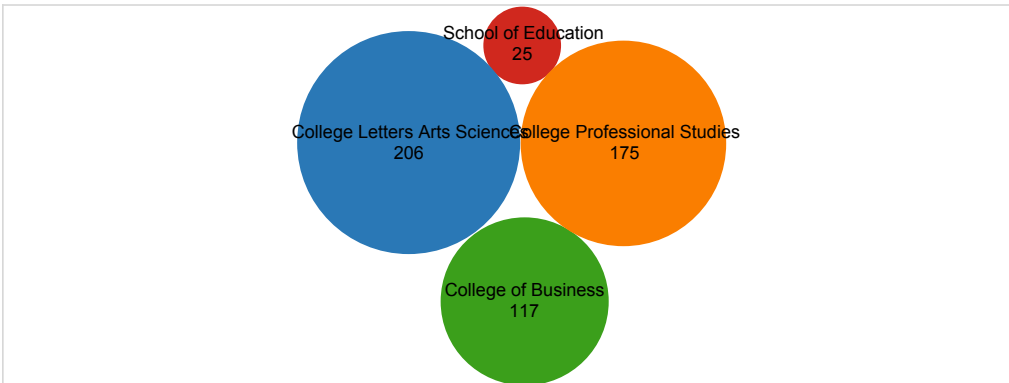 School of Education
25
College Letters Arts Sciences
206
College Professional Studies
175
College of Business
117